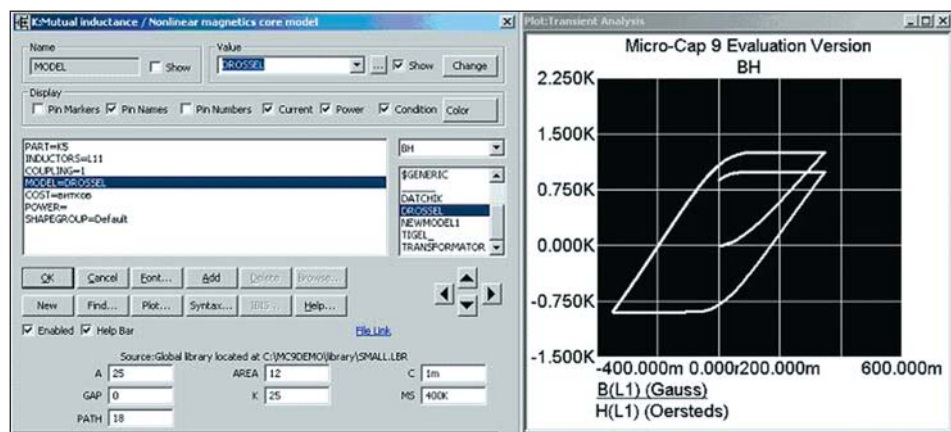 K:Mutual inductance / Nonlinear magnetics core model
Name
MODEL
Show
Value
DROSSEL
...
Show
Change
Display
Pin Markers
Pin Names
Pin Numbers
Current
Power
Condition
Color
PART=K5
INDUCTORS=L11
COUPLING=1
MODEL=DROSSEL
COST=витков
POWER=
SHAPEGROUP=Default
BH
$GENERIC
DATCHIK
DROSSEL
NEWMODEL1
TIGEL_
TRANSFORMATOR
OK
Cancel
Font...
Add
Delete
Browse...
New
Find...
Plot...
Syntax...
IBIS...
Help...
Enabled
Help Bar
File Link
Source:Global library located at C:\MC9DEMO\library\SMALL.LBR
A 25
AREA 12
C 1m
GAP 0
K 25
MS 400K
PATH 18
Plot:Transient Analysis
Micro-Cap 9 Evaluation Version
BH
2.250K
1.500K
0.750K
0.000K
-0.750K
-1.500K
-400.000m 0.000r200.000m 600.000m
B(L1) (Gauss)
H(L1) (Oersteds)